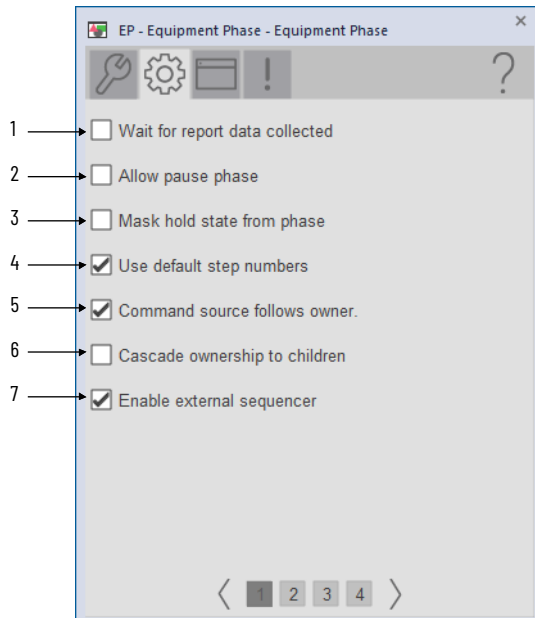 EP - Equipment Phase - Equipment Phase
?
1 Wait for report data collected
2 Allow pause phase
3 Mask hold state from phase
4 Use default step numbers
5 Command source follows owner.
6 Cascade ownership to children
7 Enable external sequencer
1 2 3 4